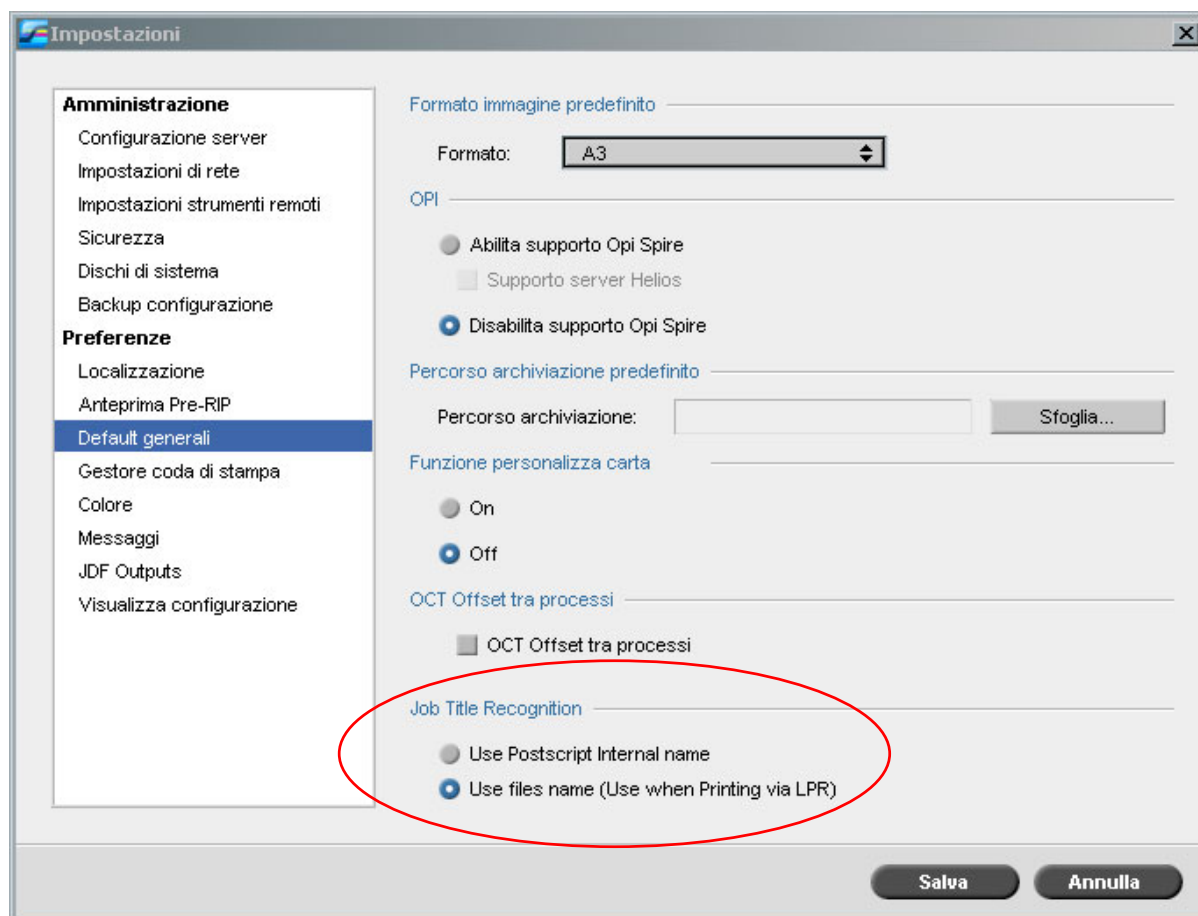 Impostazioni
Amministrazione
Configurazione server
Impostazioni di rete
Impostazioni strumenti remoti
Sicurezza
Dischi di sistema
Backup configurazione
Preferenze
Localizzazione
Anteprima Pre-RIP
Default generali
Gestore coda di stampa
Colore
Messaggi
JDF Outputs
Visualizza configurazione
Formato immagine predefinito
Formato: A3
OPI
Abilita supporto Opi Spire
Supporto server Helios
Disabilita supporto Opi Spire
Percorso archiviazione predefinito
Percorso archiviazione: Sfoglia...
Funzione personalizza carta
On
Off
OCT Offset tra processi
OCT Offset tra processi
Job Title Recognition
Use Postscript Internal name
Use files name (Use when Printing via LPR)
Salva Annulla